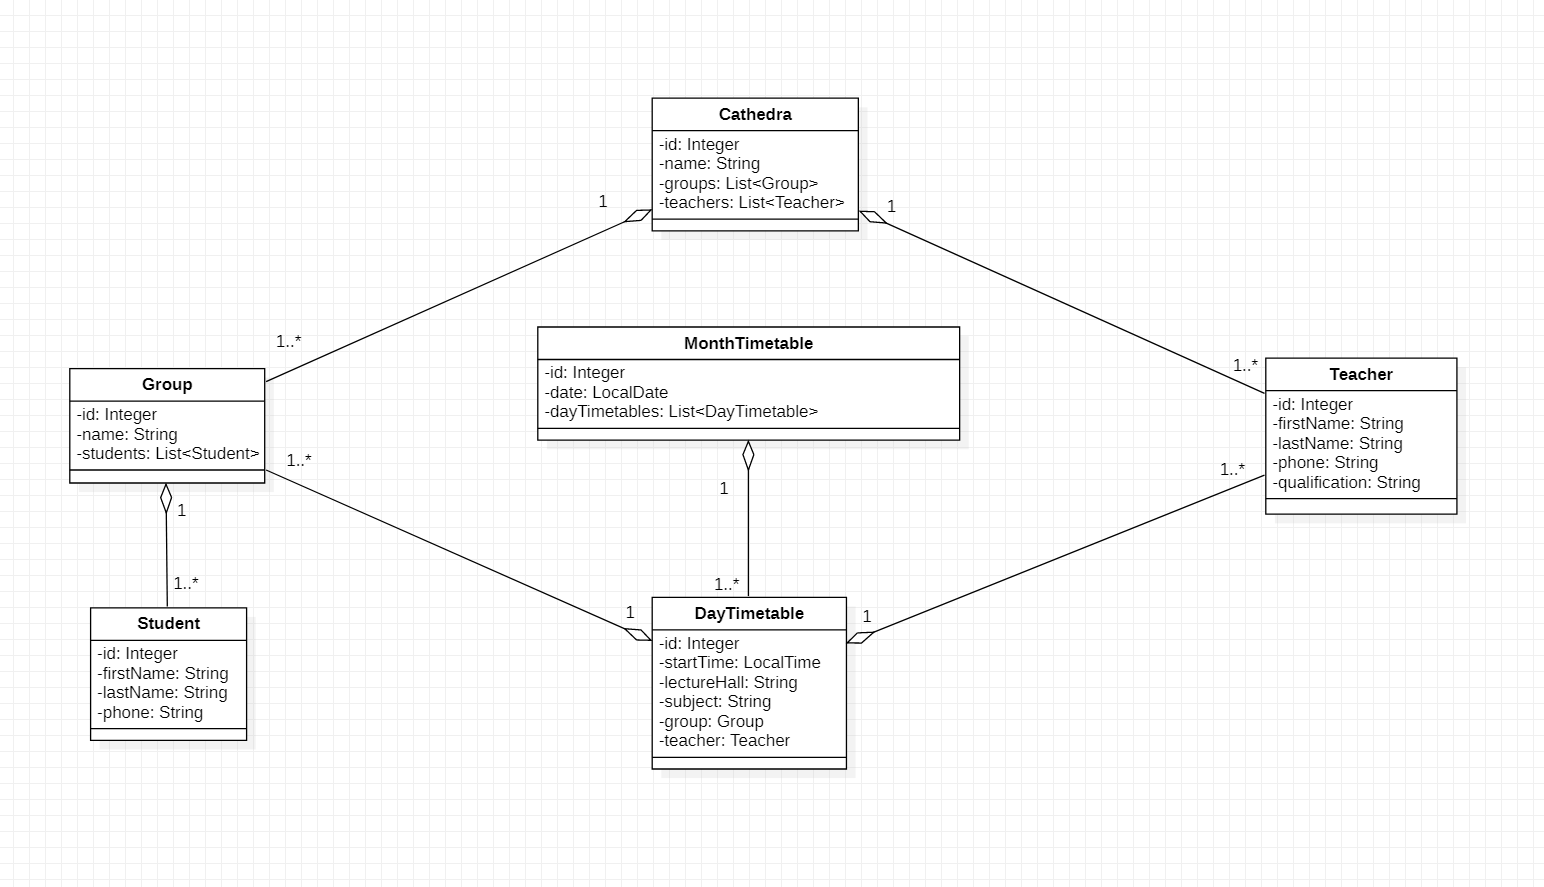 Cathedra
-id: Integer
-name: String
-groups: List<Group>
-teachers: List<Teacher>
1
1
1..*
1..*
MonthTimetable
-id: Integer
-date: LocalDate
-dayTimetables: List<DayTimetable>
Group
-id: Integer
-name: String
-students: List<Student>
Teacher
-id: Integer
-firstName: String
-lastName: String
-phone: String
-qualification: String
1..*
1..*
1
1
1..*
1..*
1
1
Student
-id: Integer
-firstName: String
-lastName: String
-phone: String
DayTimetable
-id: Integer
-startTime: LocalTime
-lectureHall: String
-subject: String
-group: Group
-teacher: Teacher